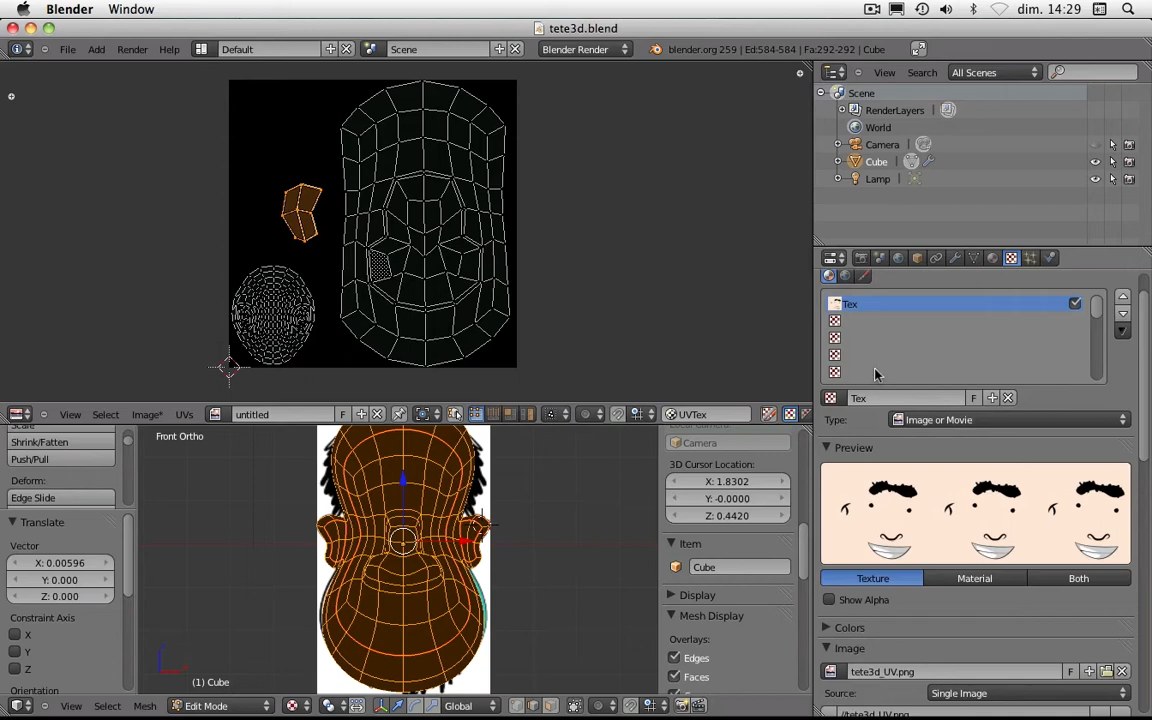 Blender Window dim. 14:29
tete3d.blend
File Add Render Help Default Scene Blender Render blender.org 259 | Ed:584-584 | Fa:292-292 | Cube
View Search All Scenes
Scene
RenderLayers
World
Camera
Cube
Lamp
Tex
Tex F
Type: Image or Movie
Preview
Texture Material Both
Show Alpha
Colors
Image
tete3d_UV.png F
Source: Single Image
//tete3d_UV.png
View Select Image* UVs untitled F UVTex
Shrink/Fatten
Push/Pull
Deform:
Edge Slide
Translate
Vector
X: 0.00596
Y: 0.000
Z: 0.000
Constraint Axis
X
Y
Z
Orientation
Front Ortho
(1) Cube
Camera
3D Cursor Location:
X: 1.8302
Y: -0.0000
Z: 0.4420
Item
Cube
Display
Mesh Display
Overlays:
Edges
Faces
View Select Mesh Edit Mode Global